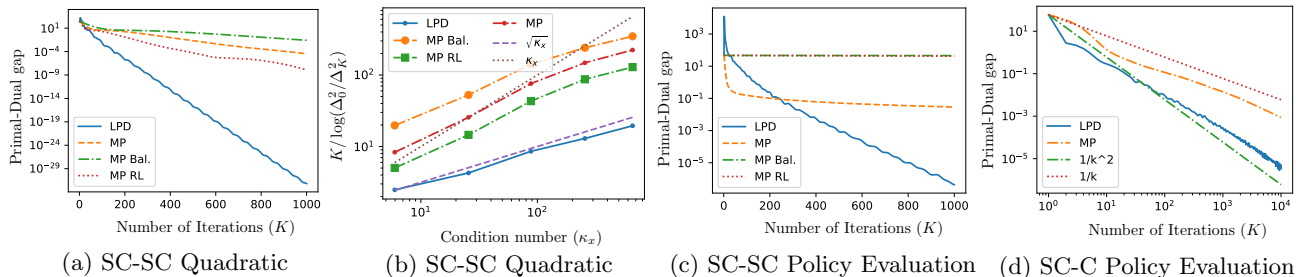 Primal-Dual gap
10^1
10^-4
10^-9
10^-14
10^-19
10^-24
10^-29
LPD
MP
MP Bal.
MP RL
0 200 400 600 800 1000
Number of Iterations (K)
(a) SC-SC Quadratic
K/ log(Δ_0^2/Δ_K^2)
10^2
10^1
LPD
MP Bal.
MP RL
MP
√κ_x
κ_x
10^1 10^2
Condition number (κ_x)
(b) SC-SC Quadratic
Primal-Dual gap
10^3
10^1
10^-1
10^-3
10^-5
LPD
MP
MP Bal.
MP RL
0 200 400 600 800 1000
Number of Iterations (K)
(c) SC-SC Policy Evaluation
Primal-Dual gap
10^1
10^-1
10^-3
10^-5
LPD
MP
1/k^2
1/k
10^0 10^1 10^2 10^3 10^4
Number of Iterations (K)
(d) SC-C Policy Evaluation